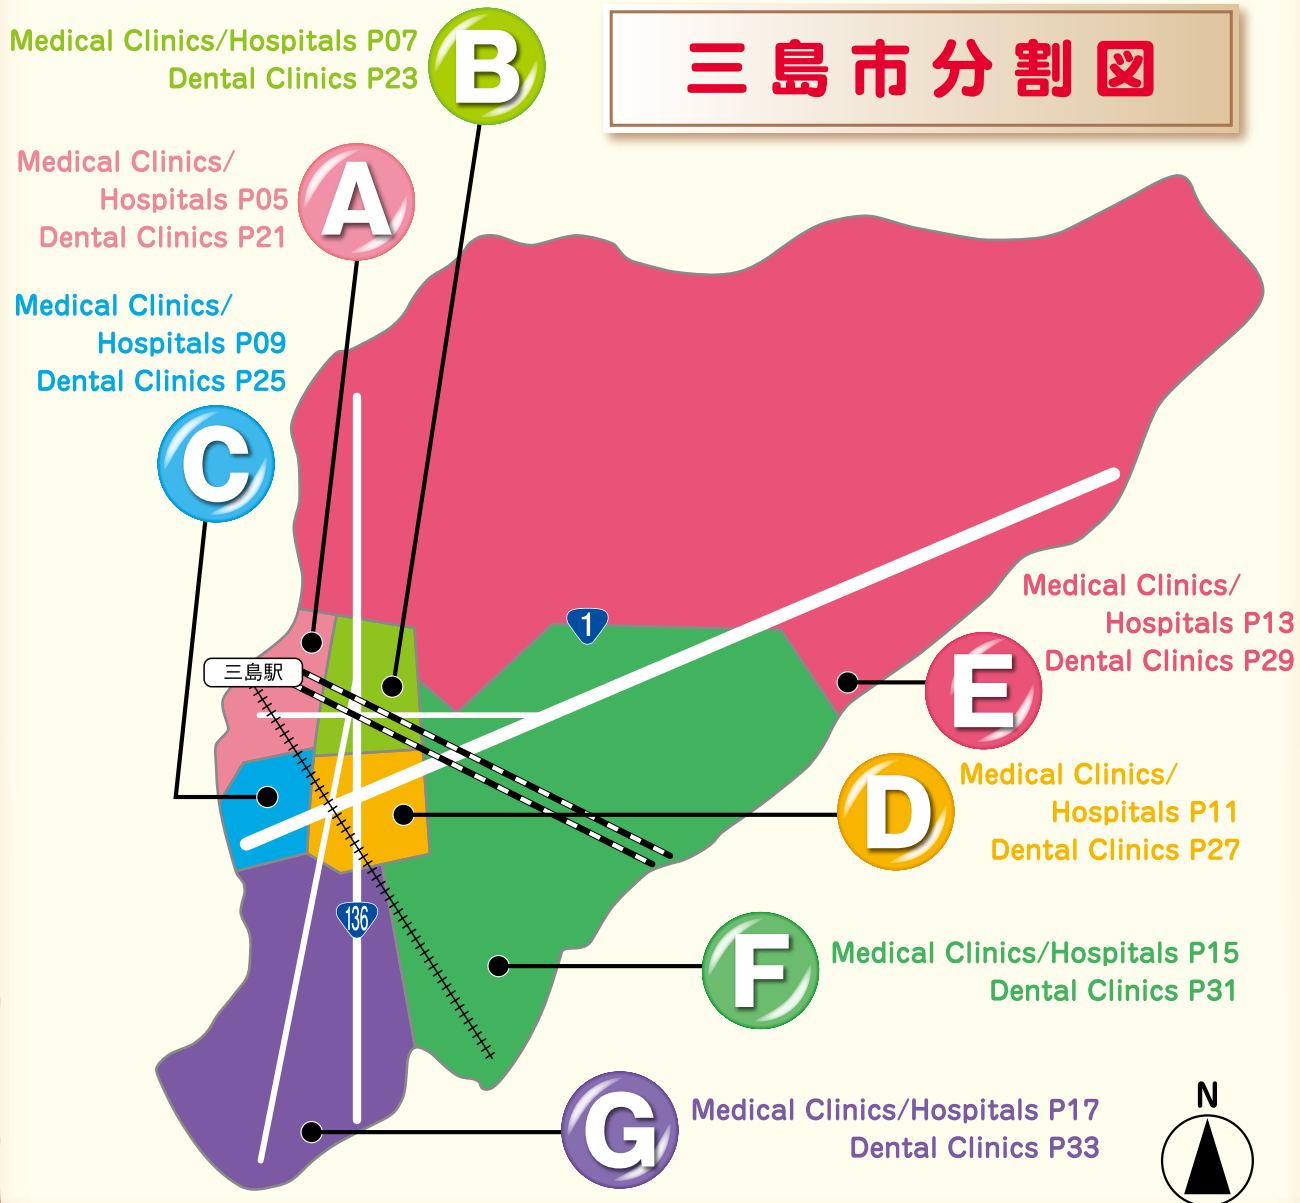 三島市分割図
Medical Clinics/Hospitals P07
Dental Clinics P23
B
Medical Clinics/
Hospitals P05
Dental Clinics P21
A
Medical Clinics/
Hospitals P09
Dental Clinics P25
C
Medical Clinics/
Hospitals P13
Dental Clinics P29
E
1
三島駅
Medical Clinics/
Hospitals P11
Dental Clinics P27
D
136
F
Medical Clinics/Hospitals P15
Dental Clinics P31
G
Medical Clinics/Hospitals P17
Dental Clinics P33
N